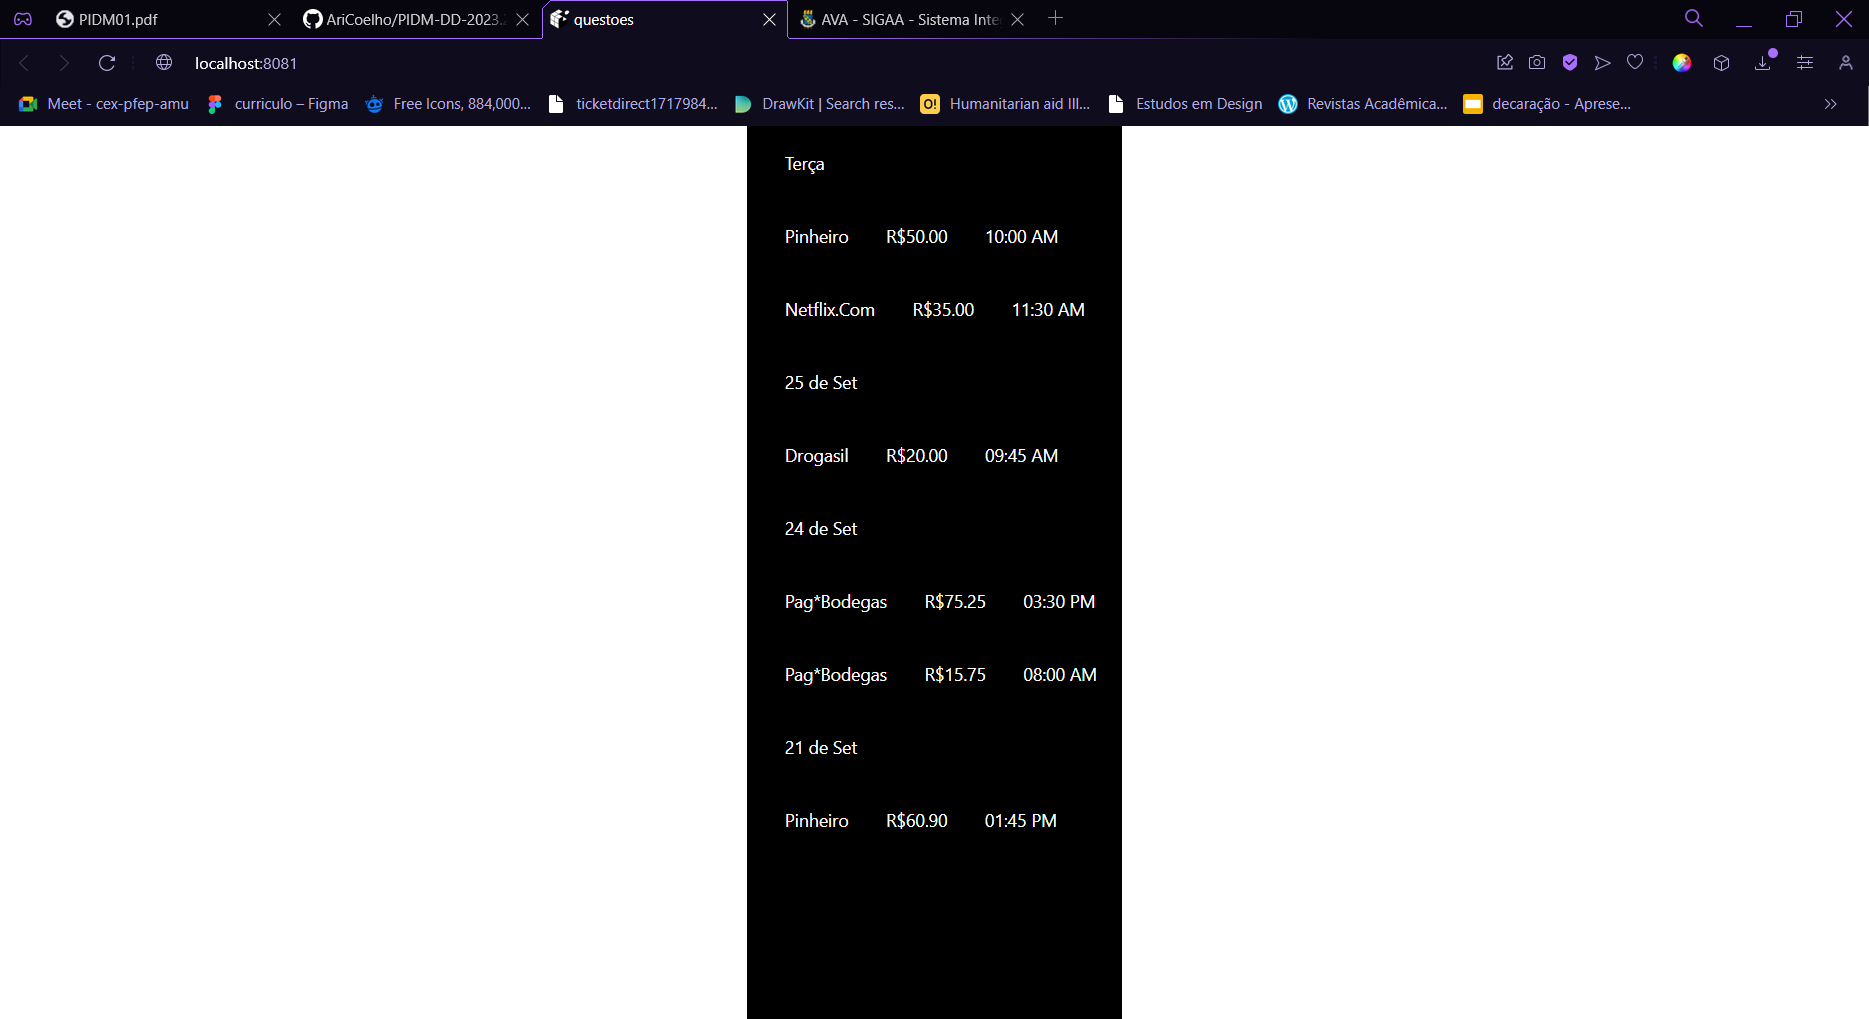 PIDM01.pdf
AriCoelho/PIDM-DD-2023.
questoes
AVA - SIGAA - Sistema Inte
localhost:8081
Meet - cex-pfep-amu
curriculo – Figma
Free Icons, 884,000...
ticketdirect1717984...
DrawKit | Search res...
O!
Humanitarian aid Ill...
Estudos em Design
Revistas Acadêmica...
decaração - Aprese...
Terça
Pinheiro R$50.00 10:00 AM
Netflix.Com R$35.00 11:30 AM
25 de Set
Drogasil R$20.00 09:45 AM
24 de Set
Pag*Bodegas R$75.25 03:30 PM
Pag*Bodegas R$15.75 08:00 AM
21 de Set
Pinheiro R$60.90 01:45 PM